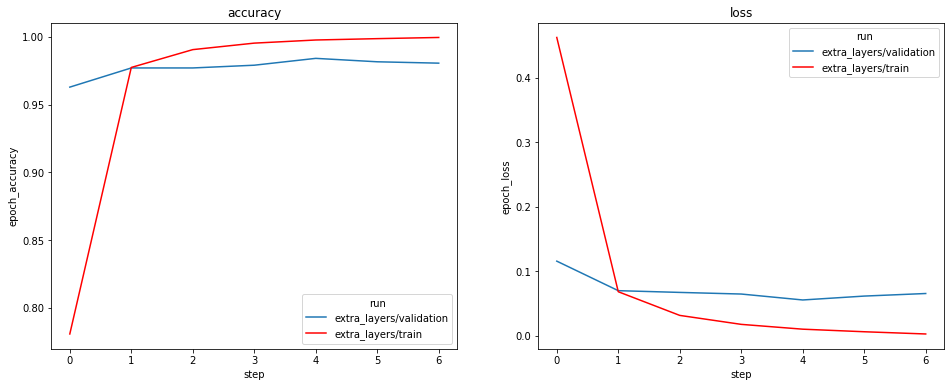 accuracy
epoch_accuracy
1.00
0.95
0.90
0.85
0.80
run
extra_layers/validation
extra_layers/train
0 1 2 3 4 5 6
step
loss
epoch_loss
0.4
0.3
0.2
0.1
0.0
run
extra_layers/validation
extra_layers/train
0 1 2 3 4 5 6
step